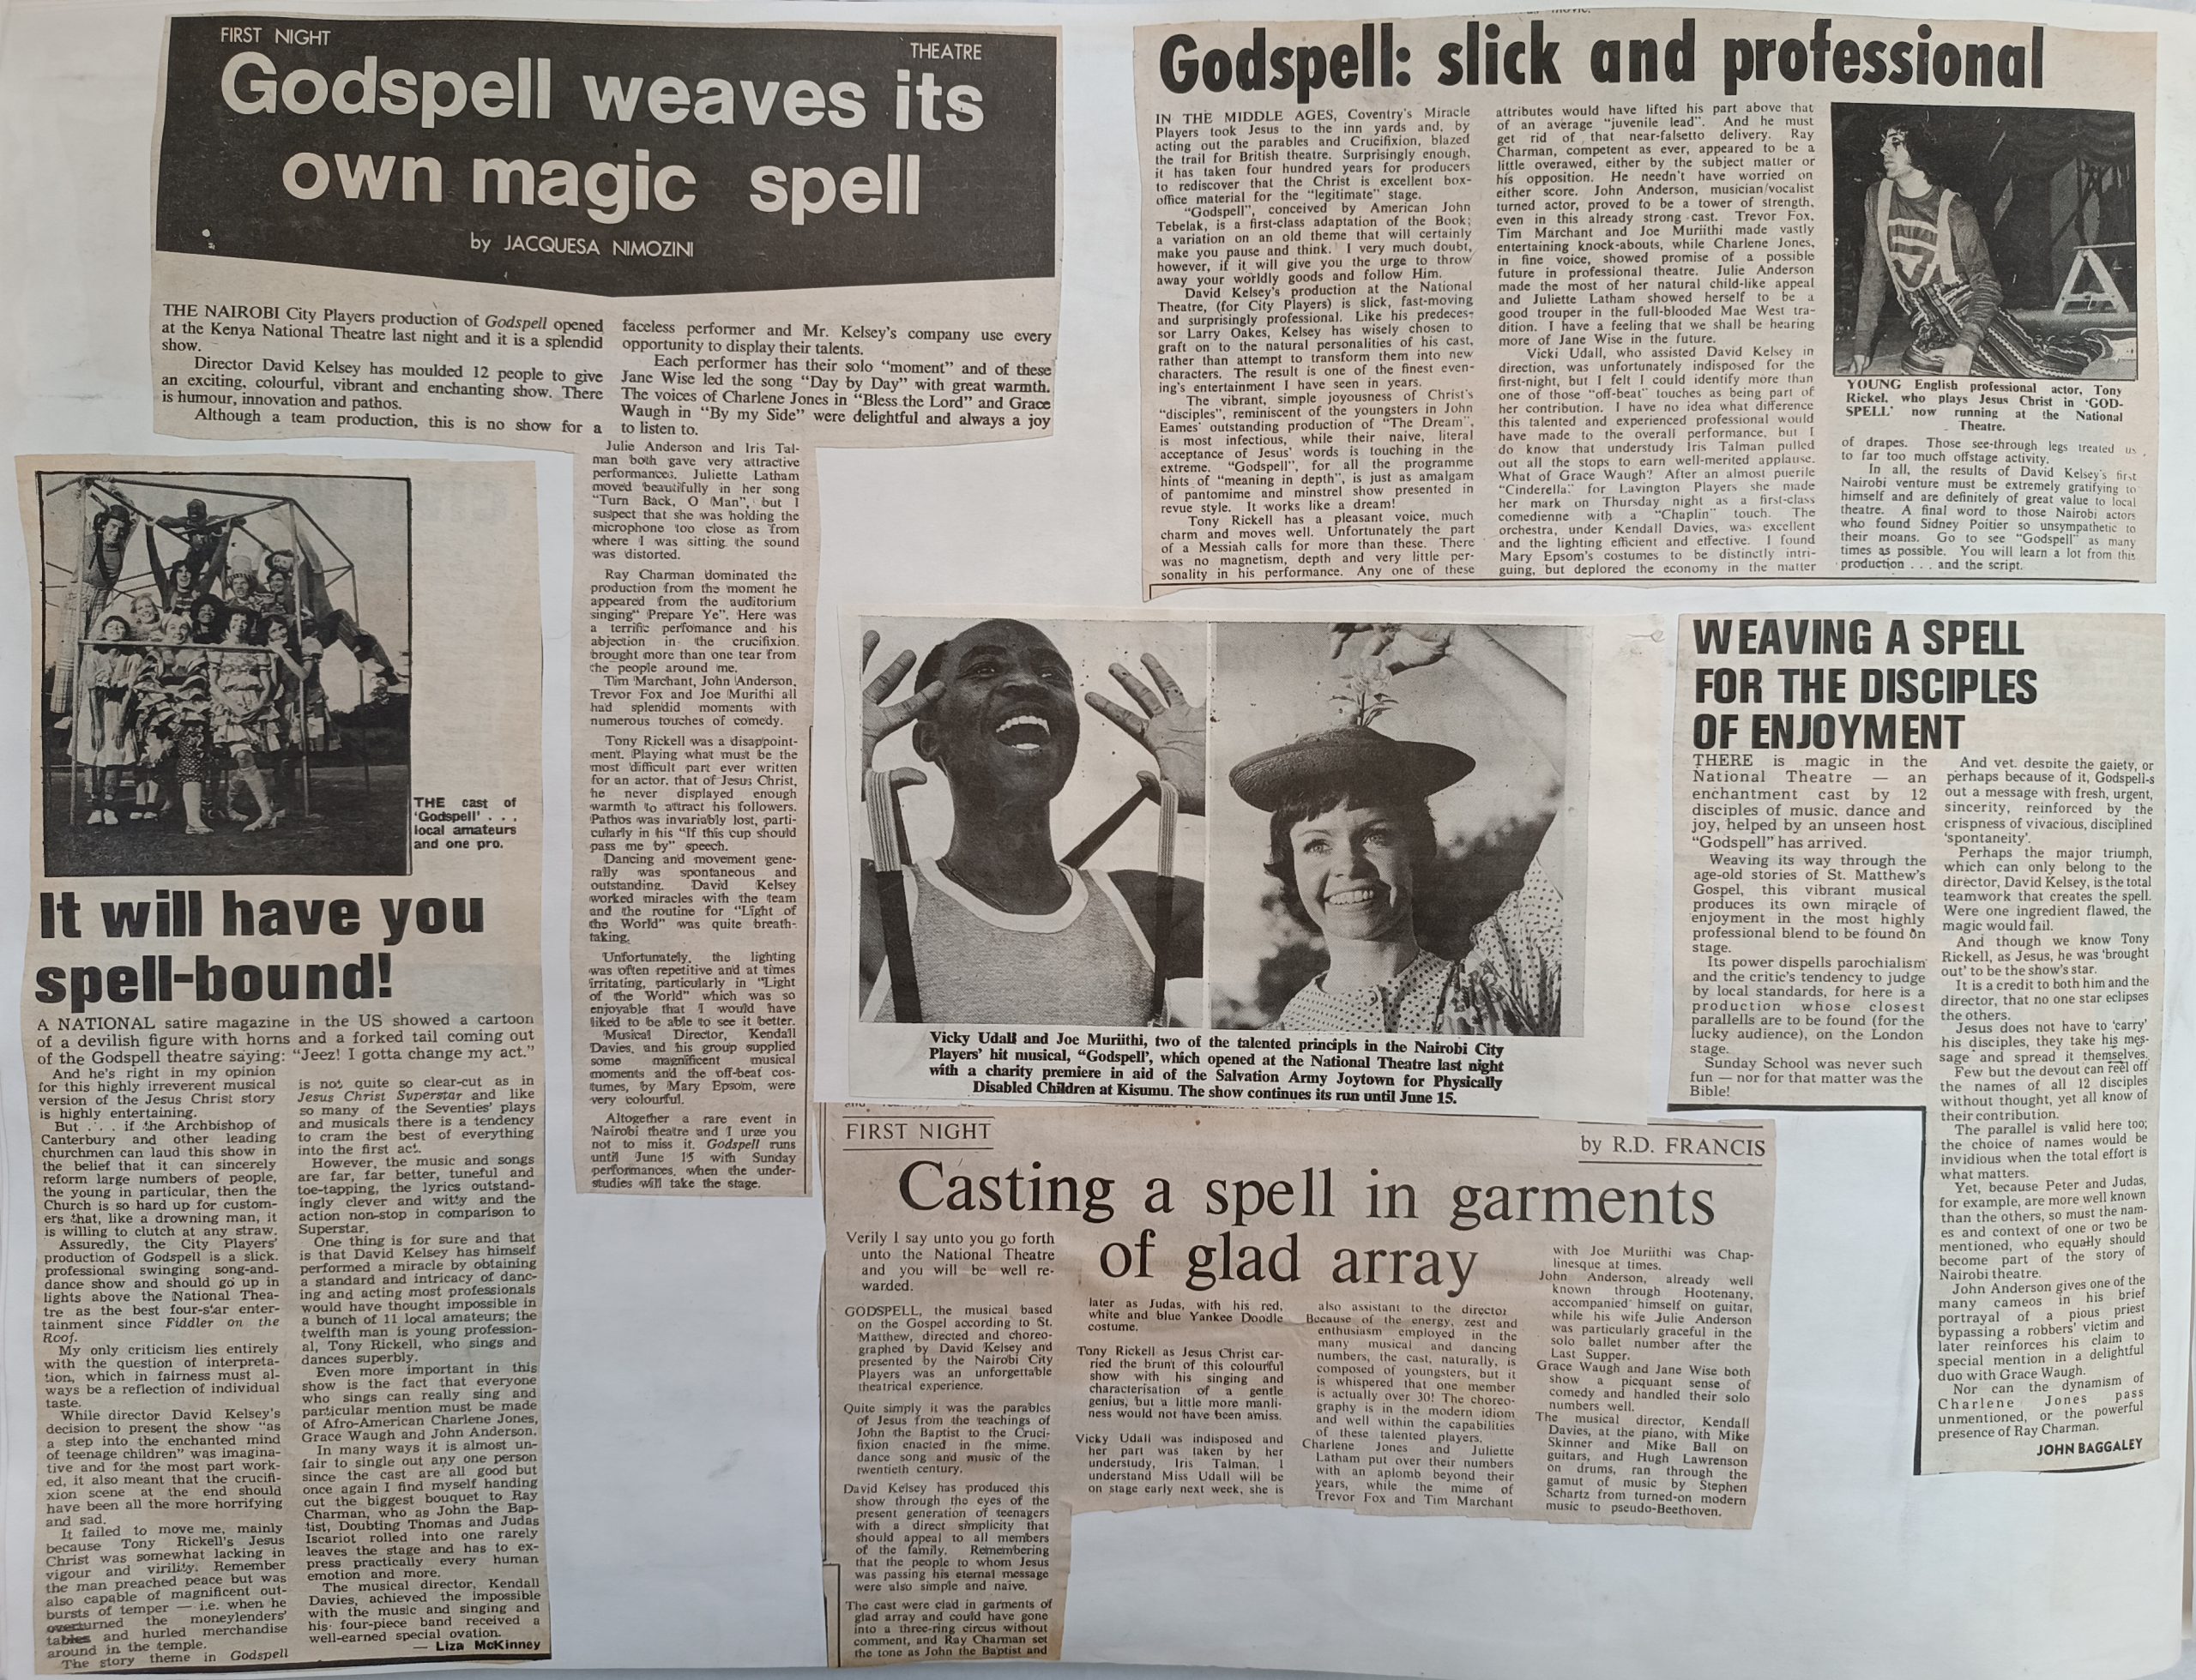 FIRST NIGHT
THEATRE
Godspell weaves its
own magic spell
by JACQUESA NIMOZINI
THE NAIROBI City Players production of Godspell opened
at the Kenya National Theatre last night and it is a splendid
show.
Director David Kelsey has moulded 12 people to give
an exciting, colourful, vibrant and enchanting show. There
is humour, innovation and pathos.
Although a team production, this is no show for a
faceless performer and Mr. Kelsey's company use every
opportunity to display their talents.
Each performer has their solo "moment" and of these
Jane Wise led the song "Day by Day" with great warmth.
The voices of Charlene Jones in "Bless the Lord" and Grace
Waugh in "By my Side" were delightful and always a joy
to listen to.
Julie Anderson and Iris Tal-
man both gave very attractive
performances. Juliette Latham
moved beautifully in her song
"Turn Back, O Man", but I
suspect that she was holding the
microphone too close as from
where I was sitting the sound
was distorted.
Ray Charman dominated the
production from the moment he
appeared from the auditorium
singing" Prepare Ye". Here was
a terrific perfomance and his
abjection in the crucifixion
brought more than one tear from
the people around me.
Tim Marchant, John Anderson,
Trevor Fox and Joe Murithi all
had splendid moments with
numerous touches of comedy.
Tony Rickell was a disappoint-
ment. Playing what must be the
most difficult part ever written
for an actor, that of Jesus Christ,
he never displayed enough
warmth to attract his followers.
Pathos was invariably lost, parti-
cularly in his "If this cup should
pass me by" speech.
Dancing and movement gene-
rally was spontaneous and
outstanding. David Kelsey
worked miracles with the team
and the routine for "Light of
the World" was quite breath-
taking.
Unfortunately, the lighting
was often repetitive and at times
irritating, particularly in "Light
of the World" which was so
enjoyable that I would have
liked to be able to see it better.
Musical Director, Kendall
Davies, and his group supplied
some magnificent musical
moments and the off-beat cos-
tumes, by Mary Epsom, were
very colourful.
Altogether a rare event in
Nairobi theatre and I urge you
not to miss it. Godspell runs
until June 15 with Sunday
performances, when the under-
studies will take the stage.
THE cast of
'Godspell' . . .
local amateurs
and one pro.
It will have you
spell-bound!
A NATIONAL satire magazine in the US showed a cartoon
of a devilish figure with horns and a forked tail coming out
of the Godspell theatre saying: "Jeez! I gotta change my act."
And he's right in my opinion
for this highly irreverent musical
version of the Jesus Christ story
is highly entertaining.
But . . . if the Archbishop of
Canterbury and other leading
churchmen can laud this show in
the belief that it can sincerely
reform large numbers of people,
the young in particular, then the
Church is so hard up for custom-
ers that, like a drowning man, it
is willing to clutch at any straw.
Assuredly, the City Players'
production of Godspell is a slick,
professional swinging song-and-
dance show and should go up in
lights above the National Thea-
tre as the best four-star enter-
tainment since Fiddler on the
Roof.
My only criticism lies entirely
with the question of interpreta-
tion, which in fairness must al-
ways be a reflection of individual
taste.
While director David Kelsey's
decision to present the show "as
a step into the enchanted mind
of teenage children" was imagina-
tive and for the most part work-
ed, it also meant that the crucifi-
xion scene at the end should
have been all the more horrifying
and sad.
It failed to move me, mainly
because Tony Rickell's Jesus
Christ was somewhat lacking in
vigour and virility. Remember
the man preached peace but was
also capable of magnificent out-
bursts of temper — i.e. when he
overturned the moneylenders'
tables and hurled merchandise
around in the temple.
The story theme in Godspell
is not quite so clear-cut as in
Jesus Christ Superstar and like
so many of the Seventies' plays
and musicals there is a tendency
to cram the best of everything
into the first act.
However, the music and songs
are far, far better, tuneful and
toe-tapping, the lyrics outstand-
ingly clever and witty and the
action non-stop in comparison to
Superstar.
One thing is for sure and that
is that David Kelsey has himself
performed a miracle by obtaining
a standard and intricacy of danc-
ing and acting most professionals
would have thought impossible in
a bunch of 11 local amateurs; the
twelfth man is young profession-
al, Tony Rickell, who sings and
dances superbly.
Even more important in this
show is the fact that everyone
who sings can really sing and
particular mention must be made
of Afro-American Charlene Jones,
Grace Waugh and John Anderson.
In many ways it is almost un-
fair to single out any one person
since the cast are all good but
once again I find myself handing
cut the biggest bouquet to Ray
Charman, who as John the Bap-
tist, Doubting Thomas and Judas
Iscariot rolled into one rarely
leaves the stage and has to ex-
press practically every human
emotion and more.
The musical director, Kendall
Davies, achieved the impossible
with the music and singing and
his four-piece band received a
well-earned special ovation.
— Liza McKinney
Godspell: slick and professional
IN THE MIDDLE AGES, Coventry's Miracle
Players took Jesus to the inn yards and, by
acting out the parables and Crucifixion, blazed
the trail for British theatre. Surprisingly enough,
it has taken four hundred years for producers
to rediscover that the Christ is excellent box-
office material for the "legitimate" stage.
"Godspell", conceived by American John
Tebelak, is a first-class adaptation of the Book;
a variation on an old theme that will certainly
make you pause and think. I very much doubt,
however, if it will give you the urge to throw
away your worldly goods and follow Him.
David Kelsey's production at the National
Theatre, (for City Players) is slick, fast-moving
and surprisingly professional. Like his predeces-
sor Larry Oakes, Kelsey has wisely chosen to
graft on to the natural personalities of his cast,
rather than attempt to transform them into new
characters. The result is one of the finest even-
ing's entertainment I have seen in years.
The vibrant, simple joyousness of Christ's
"disciples", reminiscent of the youngsters in John
Eames' outstanding production of "The Dream",
is most infectious, while their naive, literal
acceptance of Jesus' words is touching in the
extreme. "Godspell", for all the programme
hints of "meaning in depth", is just as amalgam
of pantomime and minstrel show presented in
revue style. It works like a dream!
Tony Rickell has a pleasant voice, much
charm and moves well. Unfortunately the part
of a Messiah calls for more than these. There
was no magnetism, depth and very little per-
sonality in his performance. Any one of these
attributes would have lifted his part above that
of an average "juvenile lead". And he must
get rid of that near-falsetto delivery. Ray
Charman, competent as ever, appeared to be a
little overawed, either by the subject matter or
his opposition. He needn't have worried on
either score. John Anderson, musician/vocalist
turned actor, proved to be a tower of strength,
even in this already strong cast. Trevor Fox,
Tim Marchant and Joe Muriithi made vastly
entertaining knock-abouts, while Charlene Jones,
in fine voice, showed promise of a possible
future in professional theatre. Julie Anderson
made the most of her natural child-like appeal
and Juliette Latham showed herself to be a
good trouper in the full-blooded Mae West tra-
dition. I have a feeling that we shall be hearing
more of Jane Wise in the future.
Vicki Udall, who assisted David Kelsey in
direction, was unfortunately indisposed for the
first-night, but I felt I could identify more than
one of those "off-beat" touches as being part of
her contribution. I have no idea what difference
this talented and experienced professional would
have made to the overall performance, but I
do know that understudy Iris Talman pulled
out all the stops to earn well-merited applause.
What of Grace Waugh? After an almost puerile
"Cinderella" for Lavington Players she made
her mark on Thursday night as a first-class
comedienne with a "Chaplin" touch. The
orchestra, under Kendall Davies, was excellent
and the lighting efficient and effective. I found
Mary Epsom's costumes to be distinctly intri-
guing, but deplored the economy in the matter
YOUNG English professional actor, Tony
Rickel, who plays Jesus Christ in 'GOD-
SPELL' now running at the National
Theatre.
of drapes. Those see-through legs treated us
to far too much offstage activity.
In all, the results of David Kelsey's first
Nairobi venture must be extremely gratifying to
himself and are definitely of great value to local
theatre. A final word to those Nairobi actors
who found Sidney Poitier so unsympathetic to
their moans. Go to see "Godspell" as many
times as possible. You will learn a lot from this
production . . . and the script.
Vicky Udall and Joe Muriithi, two of the talented principls in the Nairobi City
Players' hit musical, "Godspell', which opened at the National Theatre last night
with a charity premiere in aid of the Salvation Army Joytown for Physically
Disabled Children at Kisumu. The show continues its run until June 15.
WEAVING A SPELL
FOR THE DISCIPLES
OF ENJOYMENT
THERE is magic in the
National Theatre — an
enchantment cast by 12
disciples of music, dance and
joy, helped by an unseen host
"Godspell" has arrived.
Weaving its way through the
age-old stories of St. Matthew's
Gospel, this vibrant musical
produces its own miracle of
enjoyment in the most highly
professional blend to be found on
stage.
Its power dispells parochialism
and the critic's tendency to judge
by local standards, for here is a
production whose closest
parallells are to be found (for the
lucky audience), on the London
stage.
Sunday School was never such
fun — nor for that matter was the
Bible!
And yet, despite the gaiety, or
perhaps because of it, Godspell-s
out a message with fresh, urgent,
sincerity, reinforced by the
crispness of vivacious, disciplined
'spontaneity'.
Perhaps the major triumph,
which can only belong to the
director, David Kelsey, is the total
teamwork that creates the spell.
Were one ingredient flawed, the
magic would fail.
And though we know Tony
Rickell, as Jesus, he was 'brought
out' to be the show's star.
It is a credit to both him and the
director, that no one star eclipses
the others.
Jesus does not have to 'carry'
his disciples, they take his mes-
sage and spread it themselves.
Few but the devout can reel off
the names of all 12 disciples
without thought, yet all know of
their contribution.
The parallel is valid here too;
the choice of names would be
invidious when the total effort is
what matters.
Yet, because Peter and Judas,
for example, are more well known
than the others, so must the nam-
es and context of one or two be
mentioned, who equally should
become part of the story of
Nairobi theatre.
John Anderson gives one of the
many cameos in his brief
portrayal of a pious priest
bypassing a robbers' victim and
later reinforces his claim to
special mention in a delightful
duo with Grace Waugh.
Nor can the dynamism of
Charlene Jones pass
unmentioned, or the powerful
presence of Ray Charman.
JOHN BAGGALEY
FIRST NIGHT
by R.D. FRANCIS
Casting a spell in garments
of glad array
Verily I say unto you go forth
unto the National Theatre
and you will be well re-
warded.
GODSPELL, the musical based
on the Gospel according to St.
Matthew, directed and choreo-
graphed by David Kelsey and
presented by the Nairobi City
Players was an unforgettable
theatrical experience.
Quite simply it was the parables
of Jesus from the teachings of
John the Baptist to the Cruci-
fixion enacted in the mime,
dance song and music of the
twentieth century.
David Kelsey has produced this
show through the eyes of the
present generation of teenagers
with a direct simplicity that
should appeal to all members
of the family. Remembering
that the people to whom Jesus
was passing his eternal message
were also simple and naive.
The cast were clad in garments of
glad array and could have gone
into a three-ring circus without
comment, and Ray Charman set
the tone as John the Baptist and
later as Judas, with his red,
white and blue Yankee Doodle
costume.
Tony Rickell as Jesus Christ car-
ried the brunt of this colourful
show with his singing and
characterisation of a gentle
genius, but a little more manli-
ness would not have been amiss.
Vicky Udall was indisposed and
her part was taken by her
understudy, Iris Talman, I
understand Miss Udall will be
on stage early next week, she is
also assistant to the director.
Because of the energy, zest and
enthusiasm employed in the
many musical and dancing
numbers, the cast, naturally, is
composed of youngsters, but it
is whispered that one member
is actually over 30! The choreo-
graphy is in the modern idiom
and well within the capabilities
of these talented players.
Charlene Jones and Juliette
Latham put over their numbers
with an aplomb beyond their
years, while the mime of
Trevor Fox and Tim Marchant
with Joe Muriithi was Chap-
linesque at times.
John Anderson, already well
known through Hootenany,
accompanied himself on guitar,
while his wife Julie Anderson
was particularly graceful in the
solo ballet number after the
Last Supper.
Grace Waugh and Jane Wise both
show a picquant sense of
comedy and handled their solo
numbers well.
The musical director, Kendall
Davies, at the piano, with Mike
Skinner and Mike Ball on
guitars, and Hugh Lawrenson
on drums, ran through the
gamut of music by Stephen
Schartz from turned-on modern
music to pseudo-Beethoven.